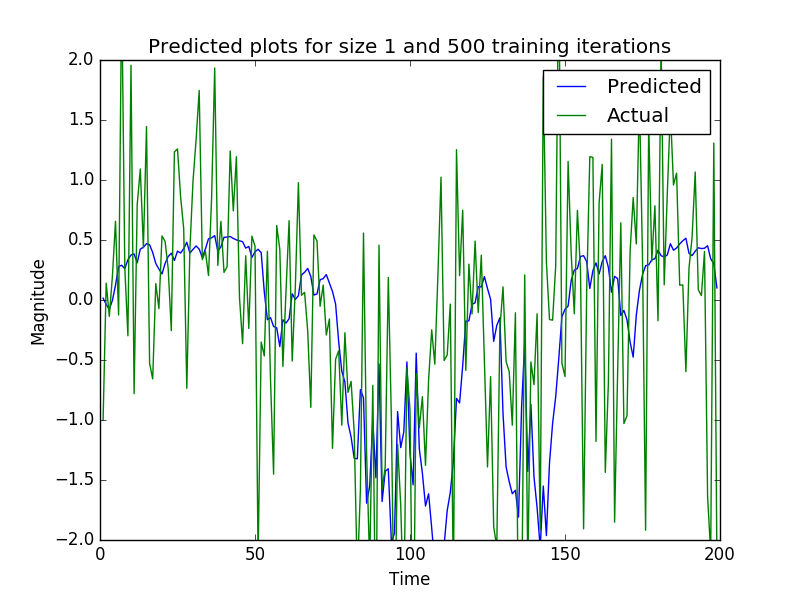 Predicted plots for size 1 and 500 training iterations
Predicted
Actual
2.0
1.5
1.0
0.5
0.0
−0.5
−1.0
−1.5
−2.0
Magnitude
0
50
100
150
200
Time